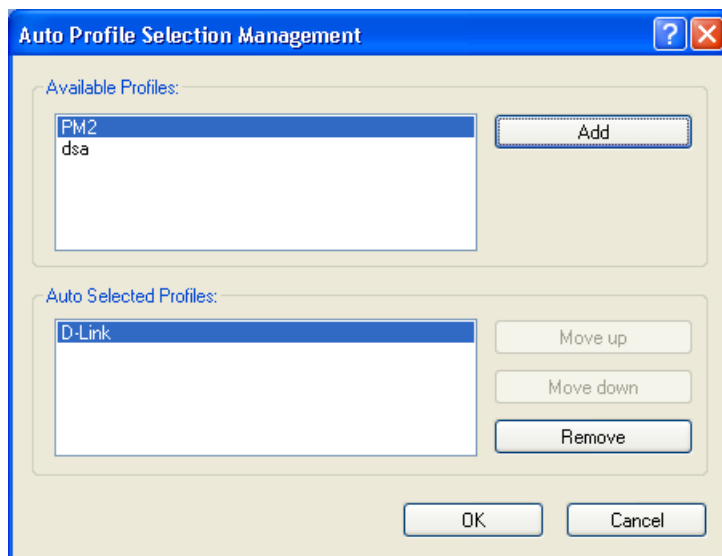 Auto Profile Selection Management
?
Available Profiles:
PM2
dsa
Add
Auto Selected Profiles:
D-Link
Move up
Move down
Remove
OK
Cancel